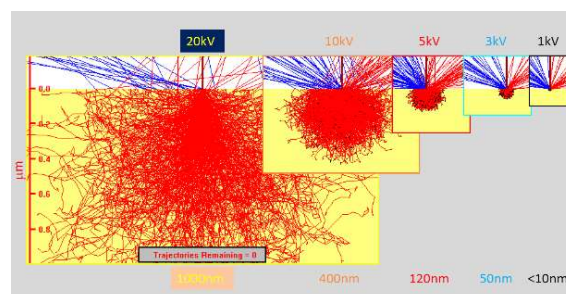 20kV 10kV 5kV 3kV 1kV
0.0
0.2
0.4
0.6
0.8
μm
Trajectories Remaining = 0
1000nm 400nm 120nm 50nm <10nm